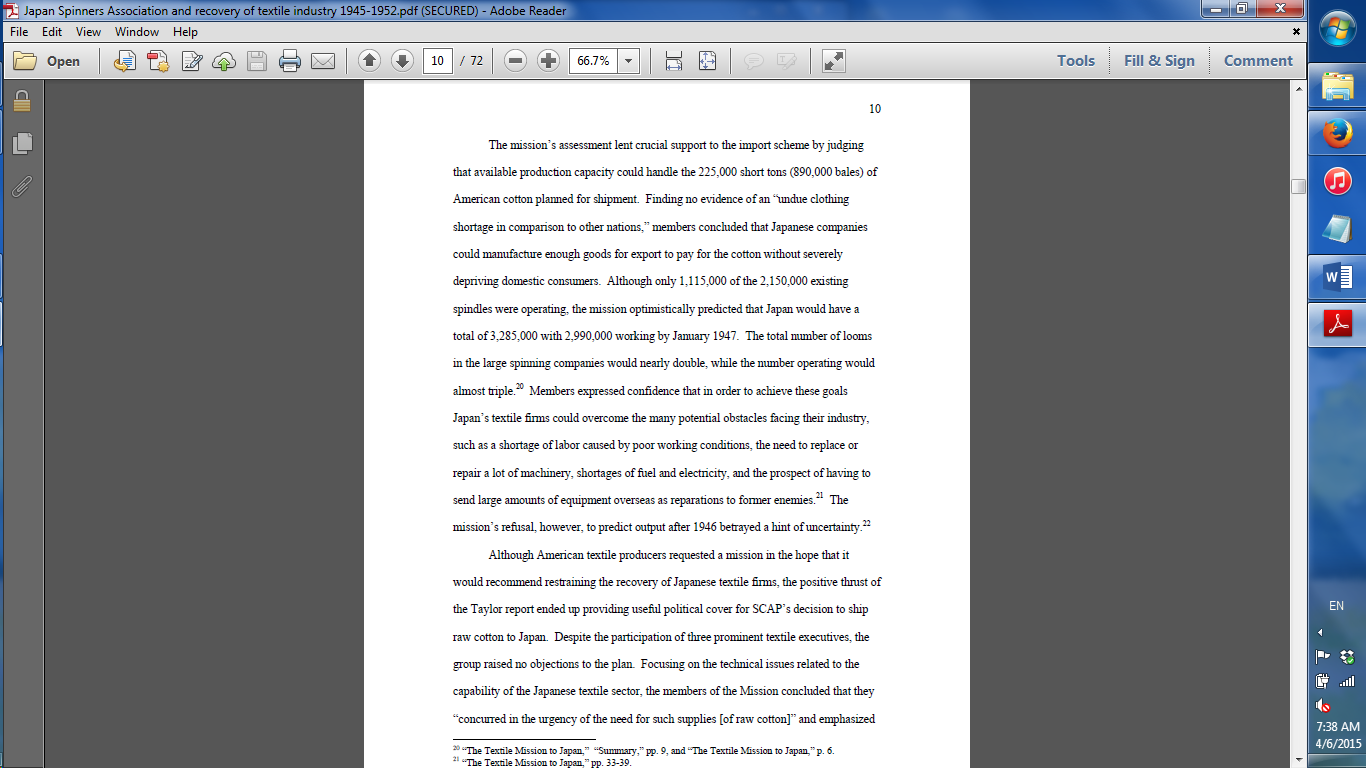 Japan Spinners Association and recovery of textile industry 1945-1952.pdf (SECURED) - Adobe Reader
File Edit View Window Help
Open 10 / 72 66.7% Tools Fill & Sign Comment
10
The mission’s assessment lent crucial support to the import scheme by judging
that available production capacity could handle the 225,000 short tons (890,000 bales) of
American cotton planned for shipment. Finding no evidence of an “undue clothing
shortage in comparison to other nations,” members concluded that Japanese companies
could manufacture enough goods for export to pay for the cotton without severely
depriving domestic consumers. Although only 1,115,000 of the 2,150,000 existing
spindles were operating, the mission optimistically predicted that Japan would have a
total of 3,285,000 with 2,990,000 working by January 1947. The total number of looms
in the large spinning companies would nearly double, while the number operating would
almost triple.20 Members expressed confidence that in order to achieve these goals
Japan’s textile firms could overcome the many potential obstacles facing their industry,
such as a shortage of labor caused by poor working conditions, the need to replace or
repair a lot of machinery, shortages of fuel and electricity, and the prospect of having to
send large amounts of equipment overseas as reparations to former enemies.21 The
mission’s refusal, however, to predict output after 1946 betrayed a hint of uncertainty.22
Although American textile producers requested a mission in the hope that it
would recommend restraining the recovery of Japanese textile firms, the positive thrust of
the Taylor report ended up providing useful political cover for SCAP’s decision to ship
raw cotton to Japan. Despite the participation of three prominent textile executives, the
group raised no objections to the plan. Focusing on the technical issues related to the
capability of the Japanese textile sector, the members of the Mission concluded that they
“concurred in the urgency of the need for such supplies [of raw cotton]” and emphasized
20 “The Textile Mission to Japan,” “Summary,” pp. 9, and “The Textile Mission to Japan,” p. 6.
21 “The Textile Mission to Japan,” pp. 33-39.
W
EN
7:38 AM
4/6/2015